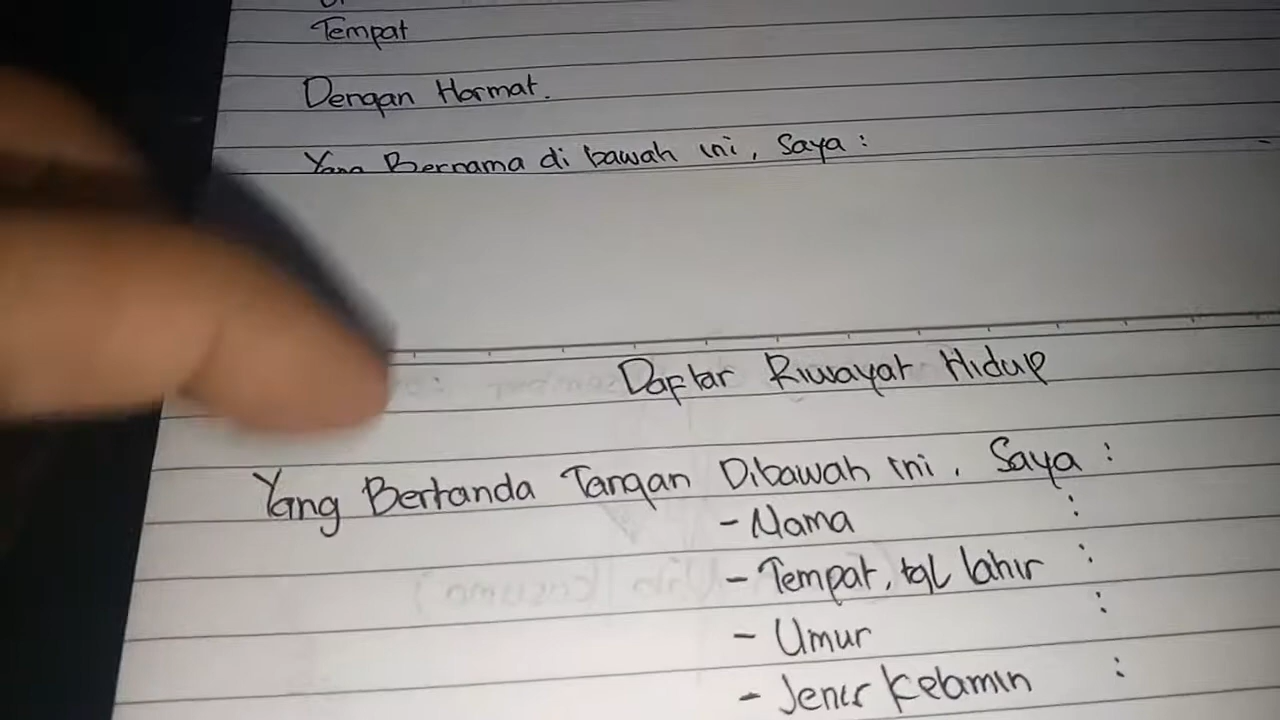 Tempat
Dengan Hormat.
Yang Bernama di bawah ini, Saya :
Daftar Riwayat Hidup
Yang Bertanda Tangan Dibawah ini, Saya :
- Nama :
- Tempat, tgl lahir :
- Umur :
- Jenis Kelamin :